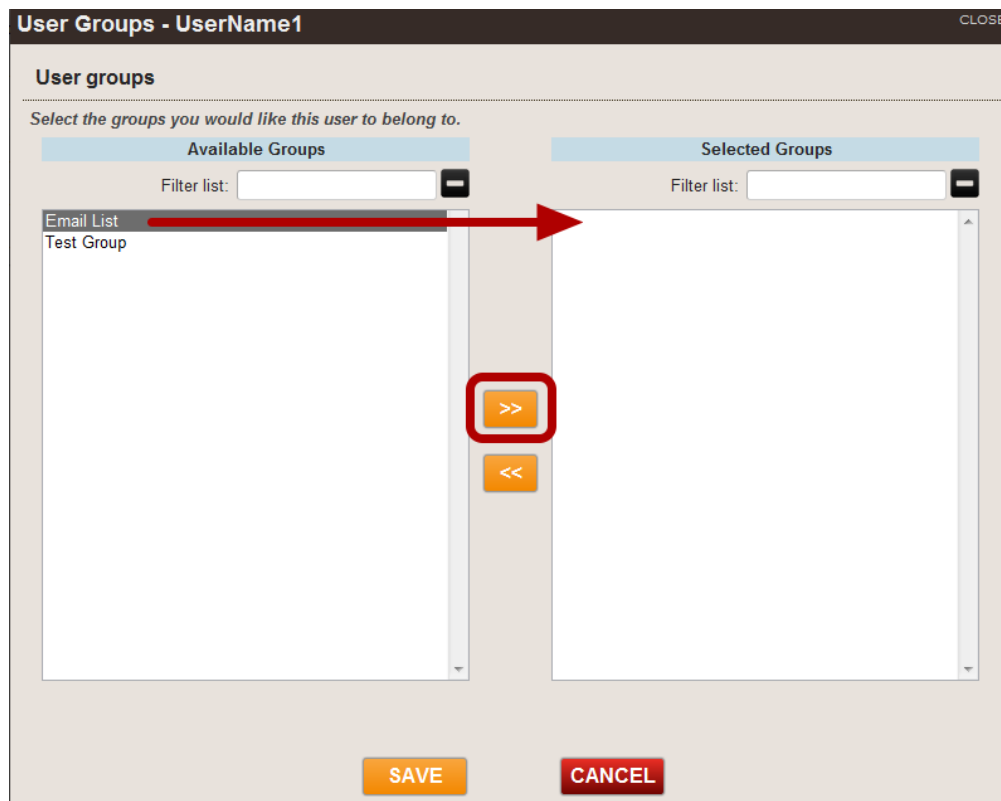 User Groups - UserName1
CLOSE
User groups
Select the groups you would like this user to belong to.
Available Groups
Selected Groups
Filter list:
Filter list:
Email List
Test Group
>>
<<
SAVE
CANCEL